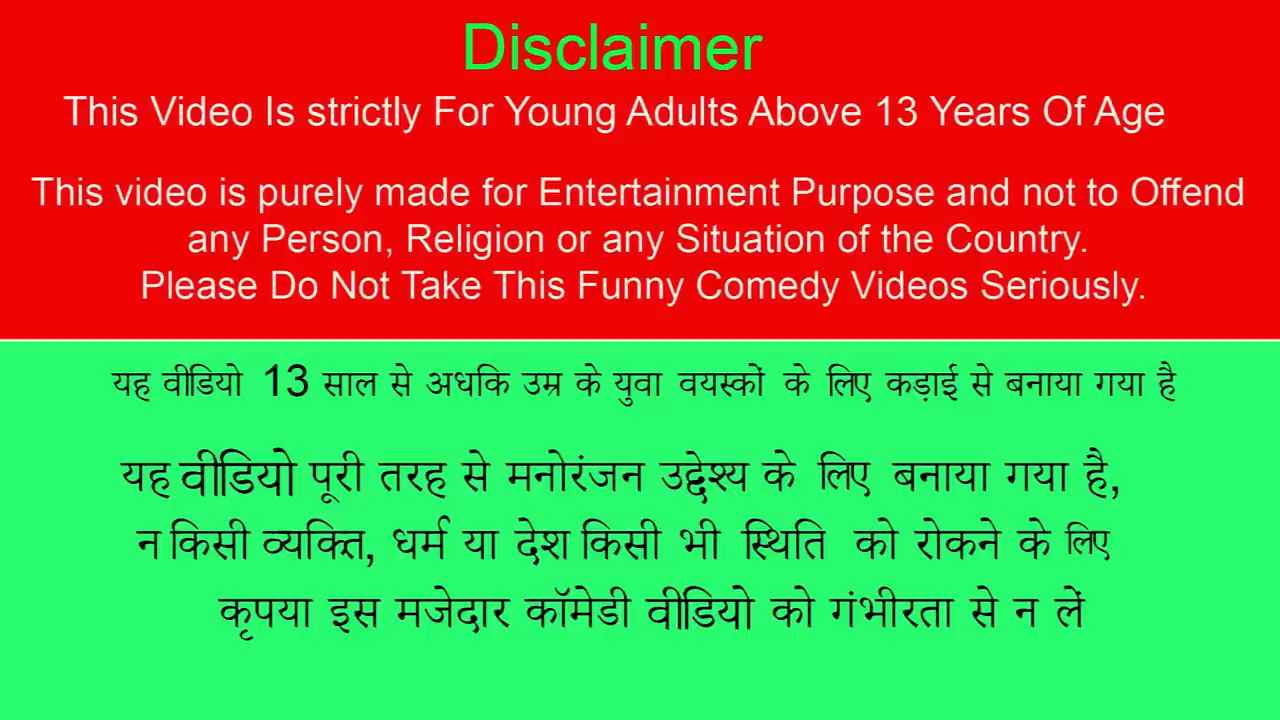 Disclaimer
This Video Is strictly For Young Adults Above 13 Years Of Age
This video is purely made for Entertainment Purpose and not to Offend
any Person, Religion or any Situation of the Country.
Please Do Not Take This Funny Comedy Videos Seriously.
यह वीडियो 13 साल से अधकि उम्र के युवा वयस्कों के लिए कड़ाई से बनाया गया है
यह वीडियो पूरी तरह से मनोरंजन उद्देश्य के लिए बनाया गया है,
न किसी व्यक्ति, धर्म या देश किसी भी स्थिति को रोकने के लिए
कृपया इस मजेदार कॉमेडी वीडियो को गंभीरता से न लें